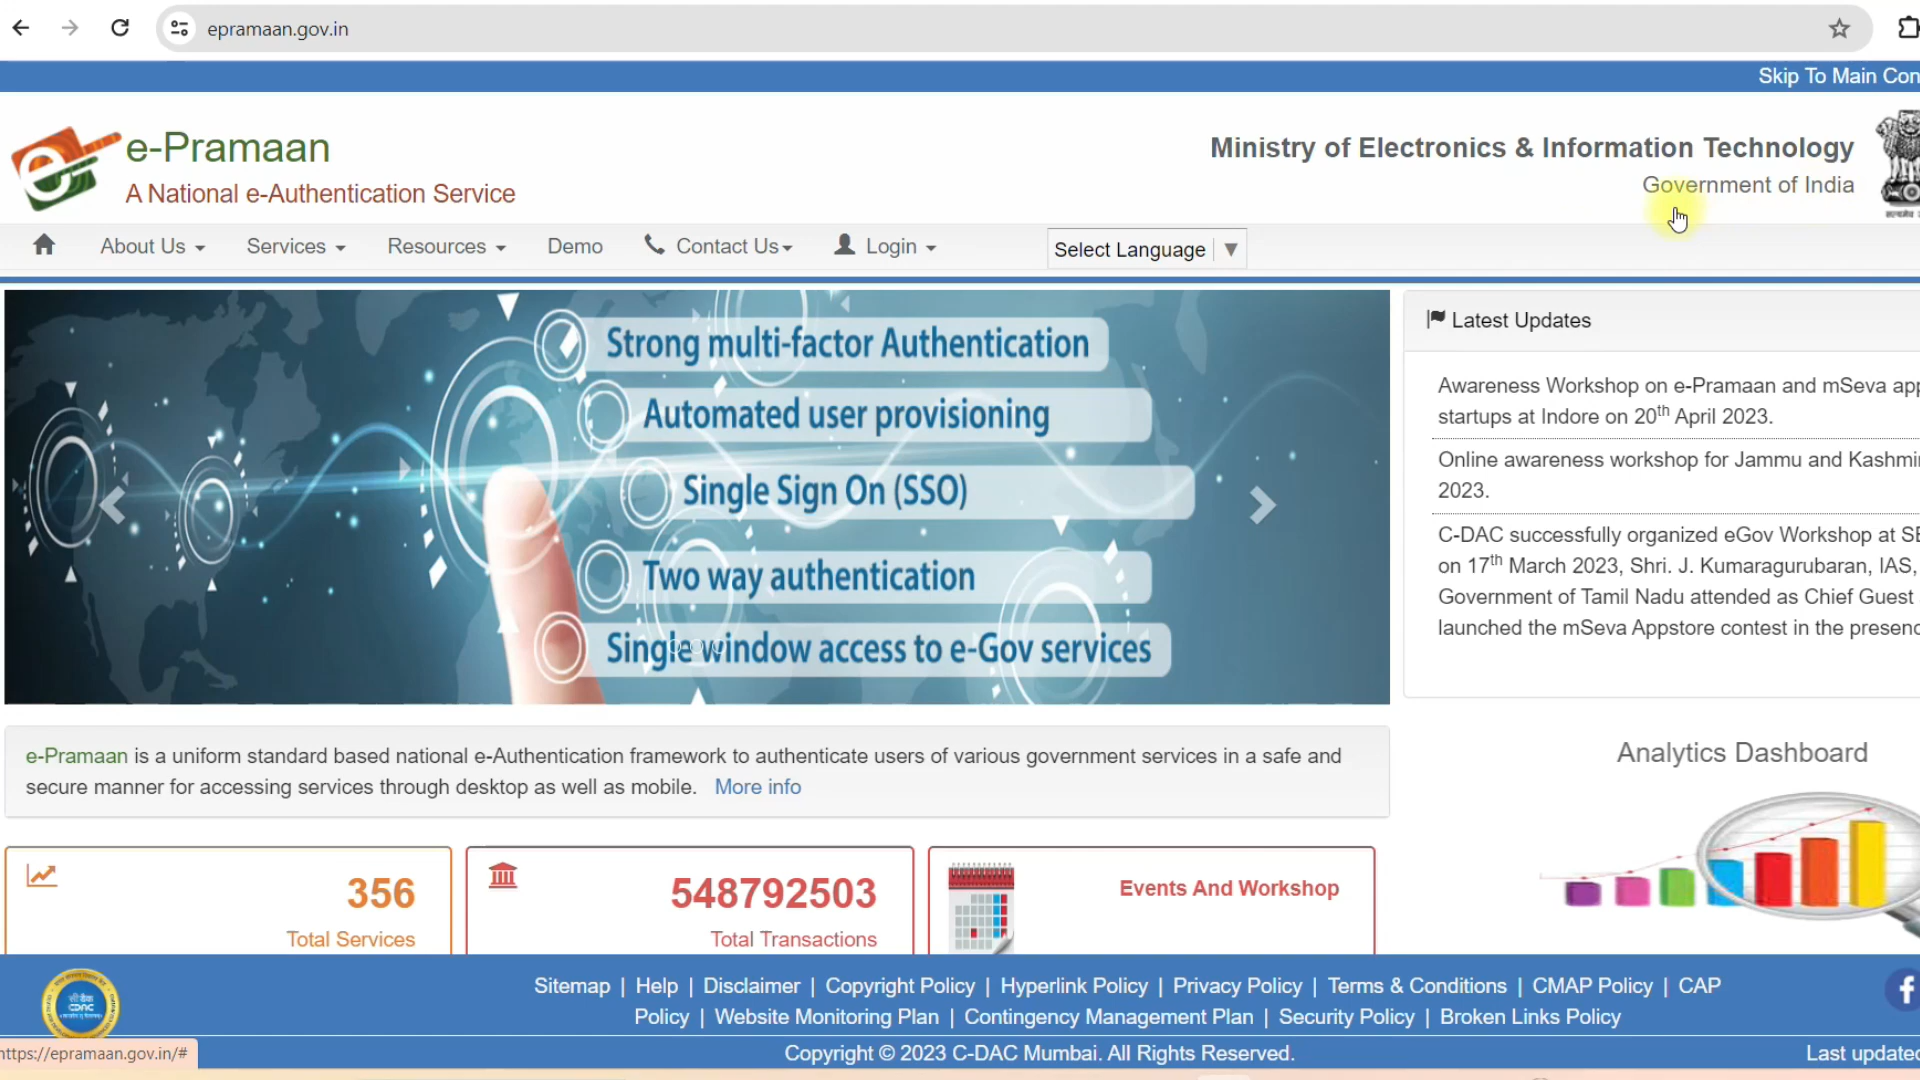 epramaan.gov.in
Skip To Main Con
e-Pramaan
A National e-Authentication Service
Ministry of Electronics & Information Technology
Government of India
About Us
Services
Resources
Demo
Contact Us
Login
Select Language
Strong multi-factor Authentication
Automated user provisioning
Single Sign On (SSO)
Two way authentication
Single window access to e-Gov services
Latest Updates
Awareness Workshop on e-Pramaan and mSeva app
startups at Indore on 20th April 2023.
Online awareness workshop for Jammu and Kashmir
2023.
C-DAC successfully organized eGov Workshop at SE
on 17th March 2023, Shri. J. Kumaragurubaran, IAS,
Government of Tamil Nadu attended as Chief Guest
launched the mSeva Appstore contest in the presenc
e-Pramaan is a uniform standard based national e-Authentication framework to authenticate users of various government services in a safe and
secure manner for accessing services through desktop as well as mobile. More info
Analytics Dashboard
356
Total Services
548792503
Total Transactions
Events And Workshop
Sitemap | Help | Disclaimer | Copyright Policy | Hyperlink Policy | Privacy Policy | Terms & Conditions | CMAP Policy | CAP
Policy | Website Monitoring Plan | Contingency Management Plan | Security Policy | Broken Links Policy
https://epramaan.gov.in/#
Copyright © 2023 C-DAC Mumbai. All Rights Reserved.
Last updated